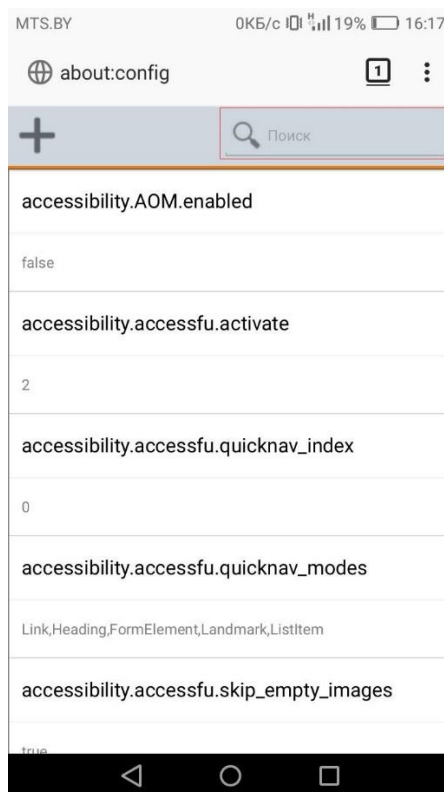 MTS.BY 0КБ/с H 19% 16:17
about:config 1
Поиск
accessibility.AOM.enabled
false
accessibility.accessfu.activate
2
accessibility.accessfu.quicknav_index
0
accessibility.accessfu.quicknav_modes
Link,Heading,FormElement,Landmark,ListItem
accessibility.accessfu.skip_empty_images
true